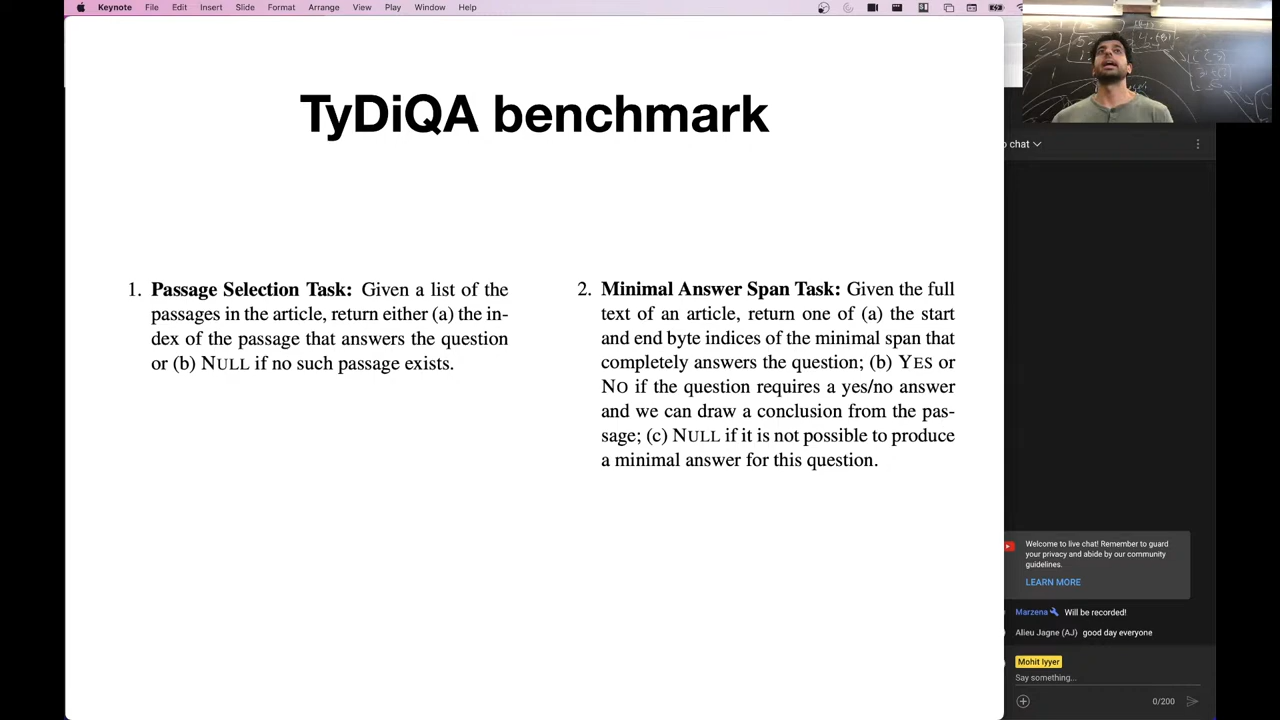 Keynote File Edit Insert Slide Format Arrange View Play Window Help
TyDiQA benchmark
1. Passage Selection Task: Given a list of the
passages in the article, return either (a) the in-
dex of the passage that answers the question
or (b) NULL if no such passage exists.
2. Minimal Answer Span Task: Given the full
text of an article, return one of (a) the start
and end byte indices of the minimal span that
completely answers the question; (b) YES or
NO if the question requires a yes/no answer
and we can draw a conclusion from the pas-
sage; (c) NULL if it is not possible to produce
a minimal answer for this question.
chat
Welcome to live chat! Remember to guard
your privacy and abide by our community
guidelines.
LEARN MORE
Marzena Will be recorded!
Alieu Jagne (AJ) good day everyone
Mohit Iyyer
Say something...
0/200